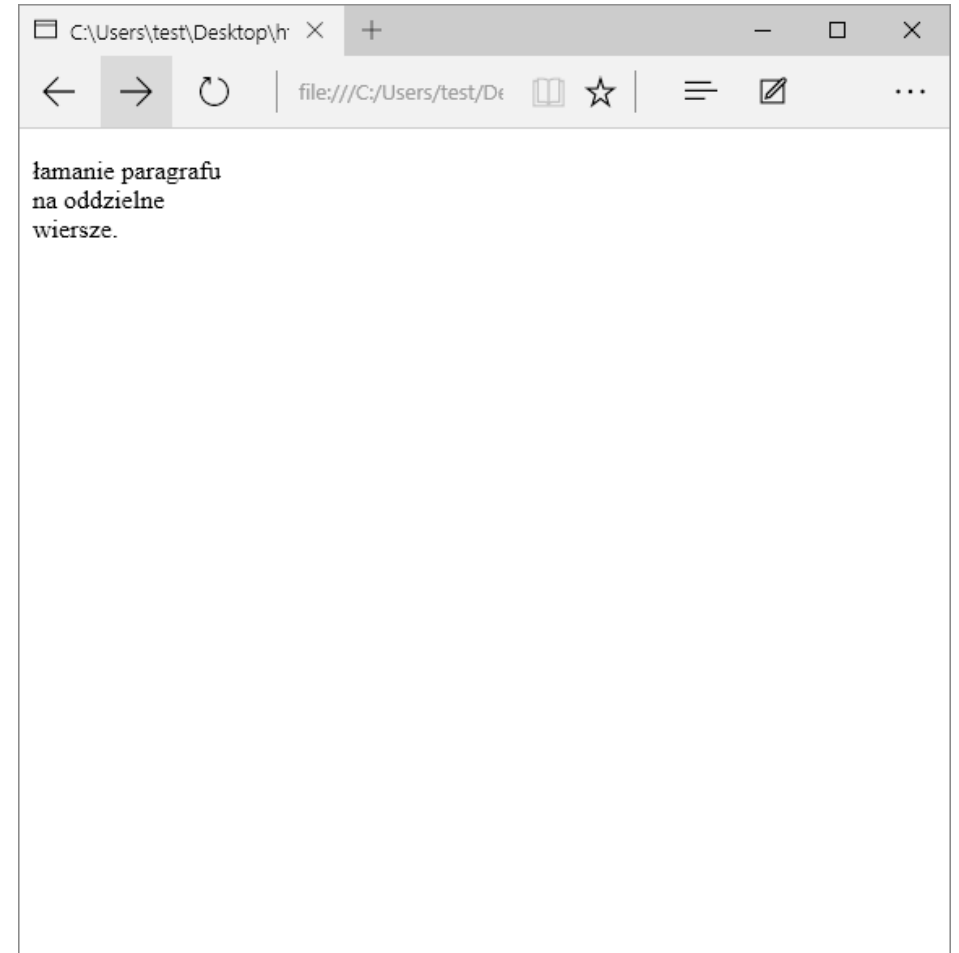 C:\Users\test\Desktop\h
file:///C:/Users/test/De
łamanie paragrafu
na oddzielne
wiersze.